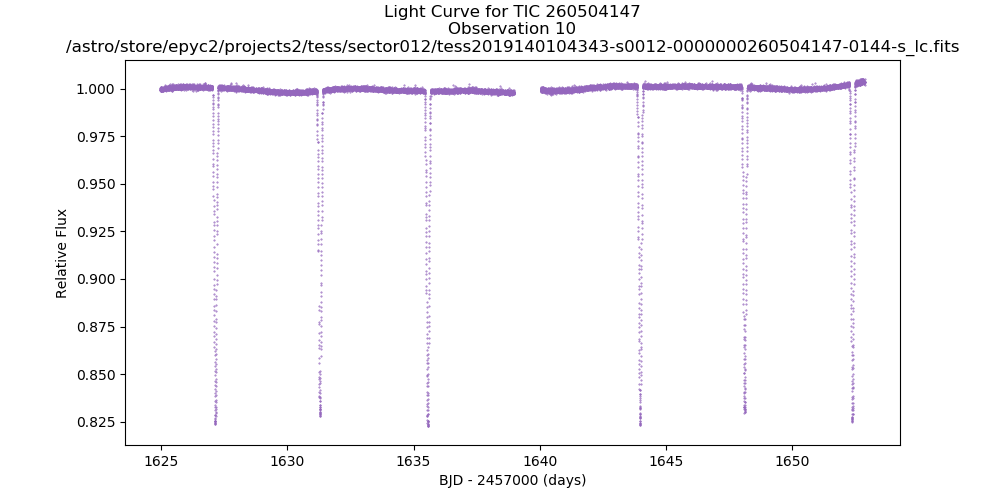 Light Curve for TIC 260504147
Observation 10
/astro/store/epyc2/projects2/tess/sector012/tess2019140104343-s0012-0000000260504147-0144-s_lc.fits
1.000
0.975
0.950
0.925
0.900
0.875
0.850
0.825
Relative Flux
1625 1630 1635 1640 1645 1650
BJD - 2457000 (days)